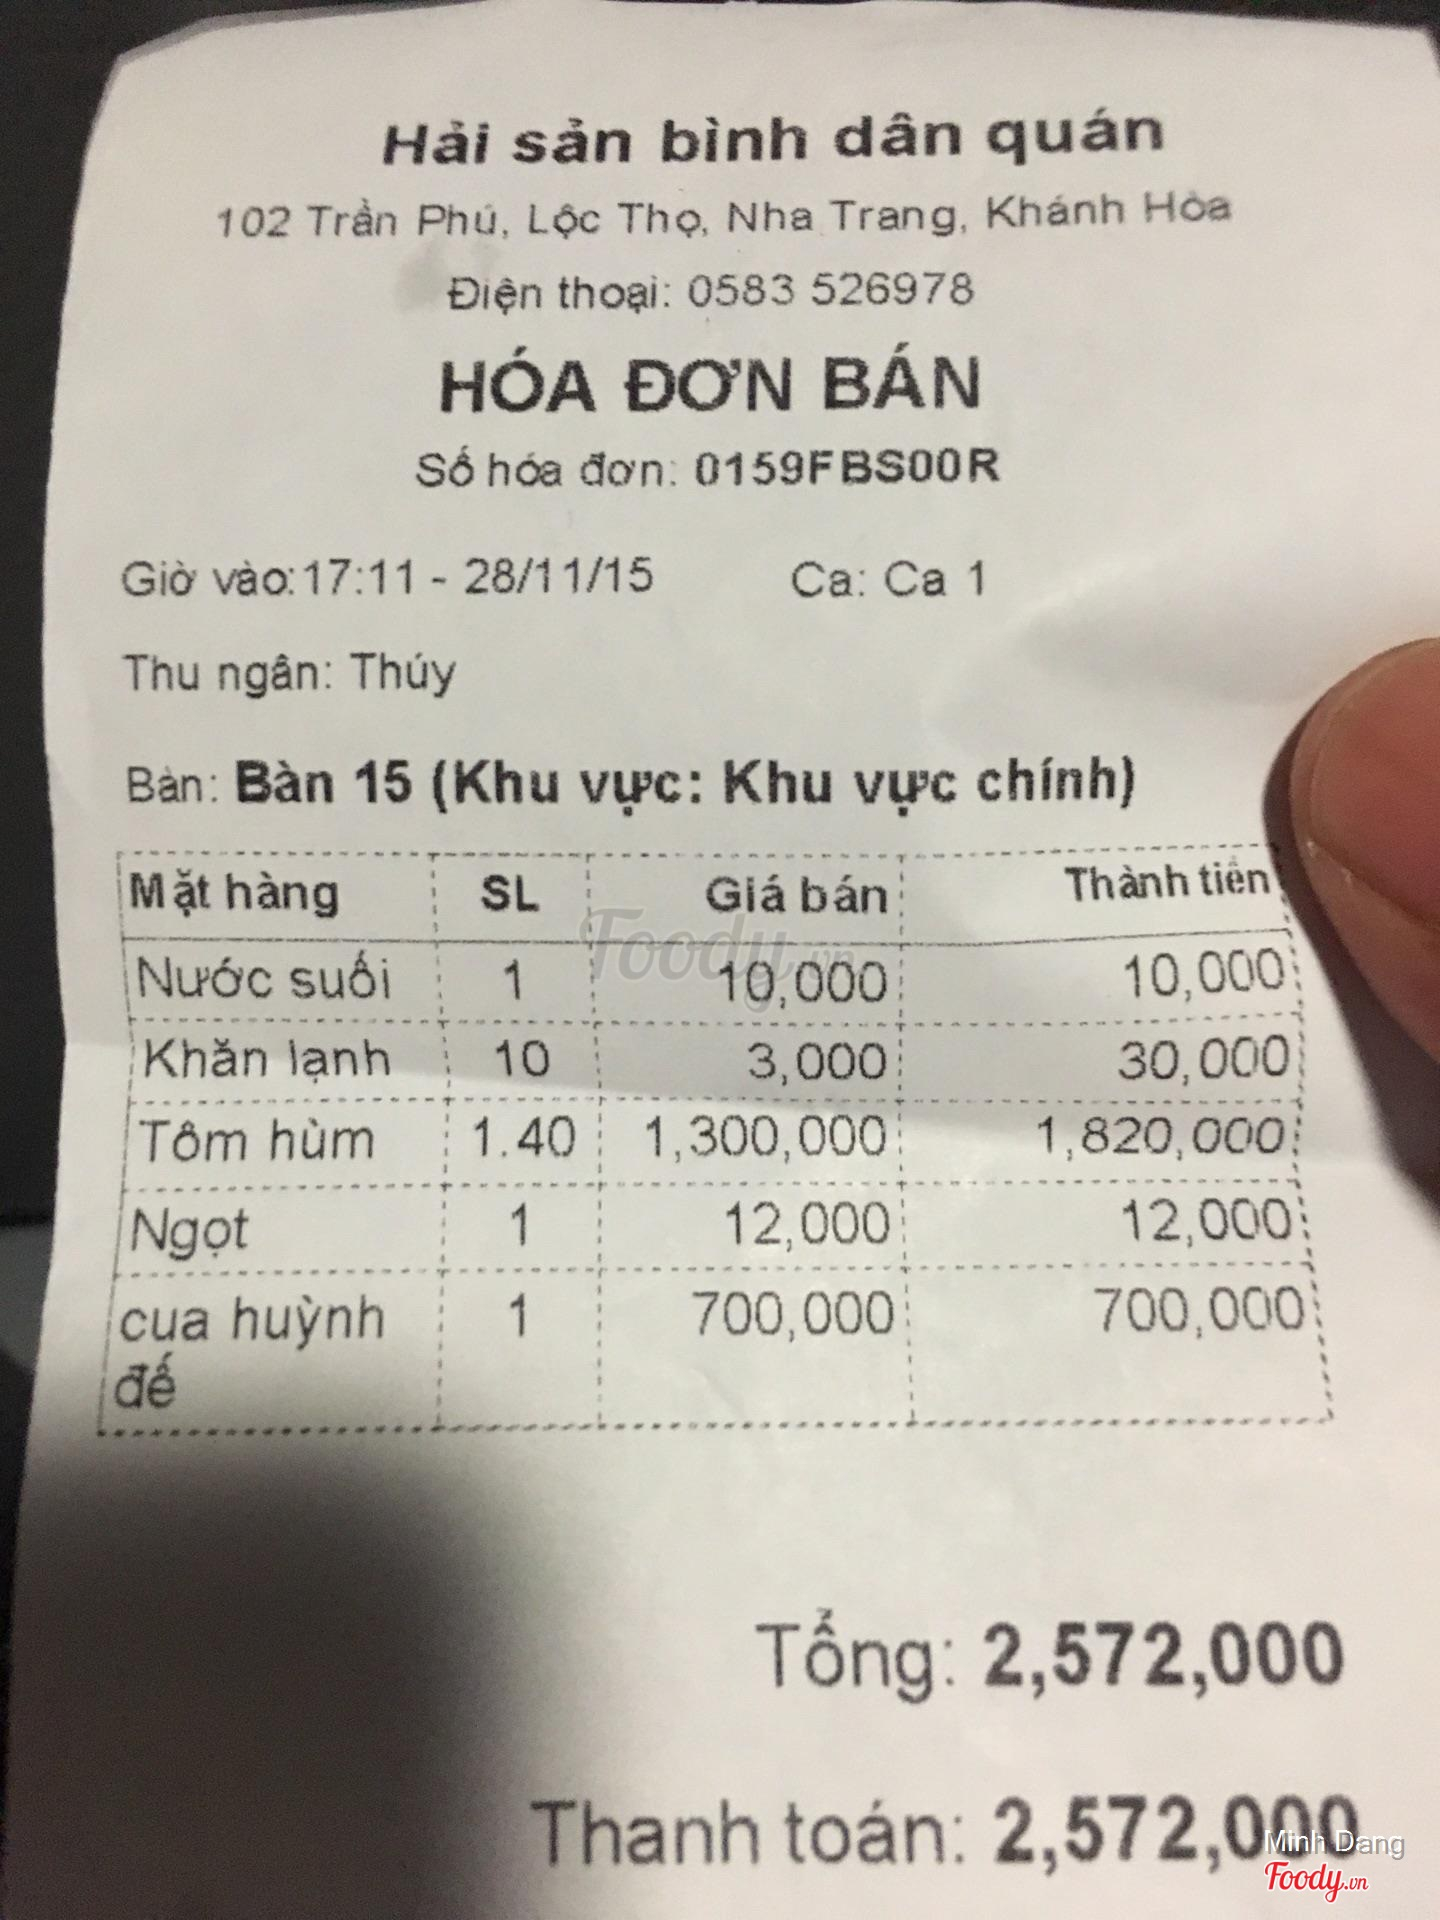 Hải sản bình dân quán
102 Trần Phú, Lộc Thọ, Nha Trang, Khánh Hòa
Điện thoại: 0583 526978
HÓA ĐƠN BÁN
Số hóa đơn: 0159FBS00R
Giờ vào:17:11 - 28/11/15 Ca: Ca 1
Thu ngân: Thúy
Bàn: Bàn 15 (Khu vực: Khu vực chính)
Mặt hàng SL Giá bán Thành tiền
Foody.vn
Nước suối 1 10,000 10,000
Khăn lạnh 10 3,000 30,000
Tôm hùm 1.40 1,300,000 1,820,000
Ngọt 1 12,000 12,000
cua huỳnh 1 700,000 700,000
đế
Tổng: 2,572,000
Thanh toán: 2,572,000
Minh Dang
Foody.vn